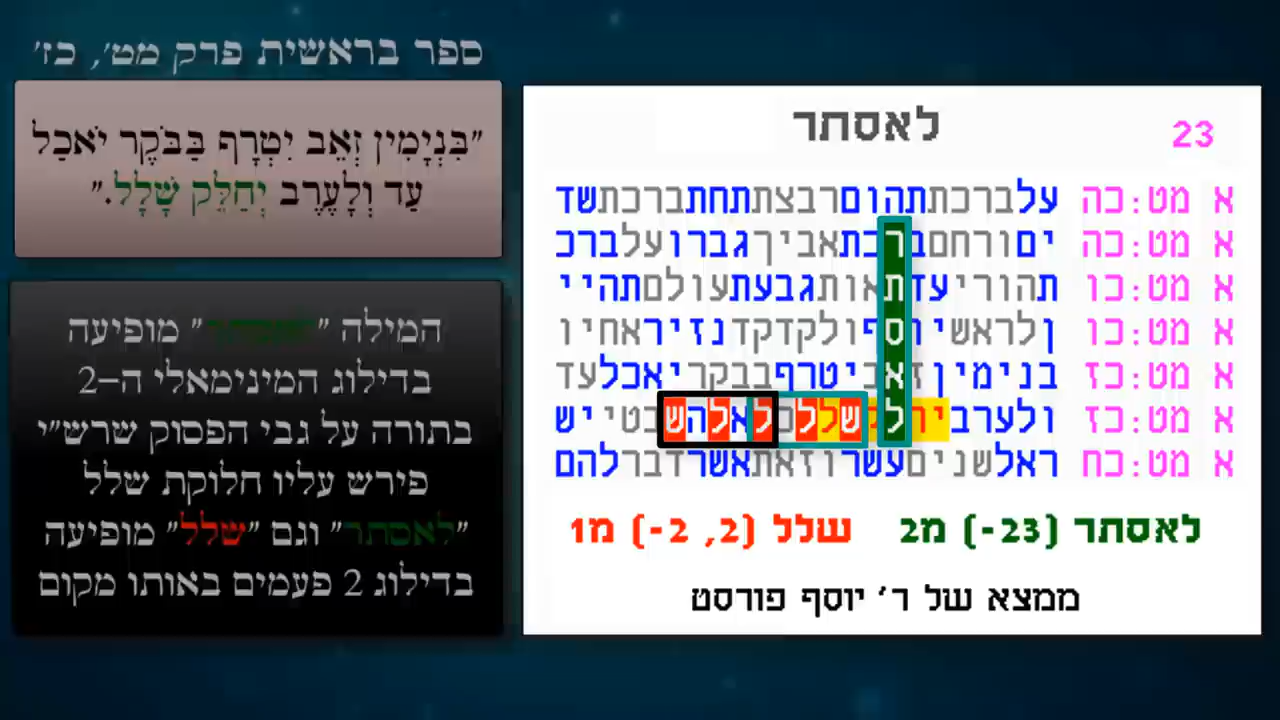 ספר בראשית פרק מט', כז'
"בִּנְיָמִין זְאֵב יִטְרָף בַּבֹּקֶר יֹאכַל
עַד וְלָעֶרֶב יְחַלֵּק שָׁלָל."
המילה "לאסתר" מופיעה
בדילוג המינימאלי ה-2
בתורה על גבי הפסוק שרש"י
פירש עליו חלוקת שלל
"לאסתר" וגם "שלל" מופיעה
בדילוג 2 פעמים באותו מקום
23 לאסתר
א מט:כה עלברכתתהוםרבצתתחתברכתשד
א מט:כה יםורחםברכתאביךגברועלברכ
א מט:כו תהוריעדתאותגבעתעולםתהיי
א מט:כו ןלראשיוסףולקדקדנזיראחיו
א מט:כז בנימיןזאביטרףבבקריאכלעד
א מט:כז ולערביחלקשללכלאלהשבטייש
א מט:כח ראלשניםעשרוזאתאשרדברלהם
לאסתר (23-) מ2 שלל (2, 2-) מ1
ממצא של ר' יוסף פורסט